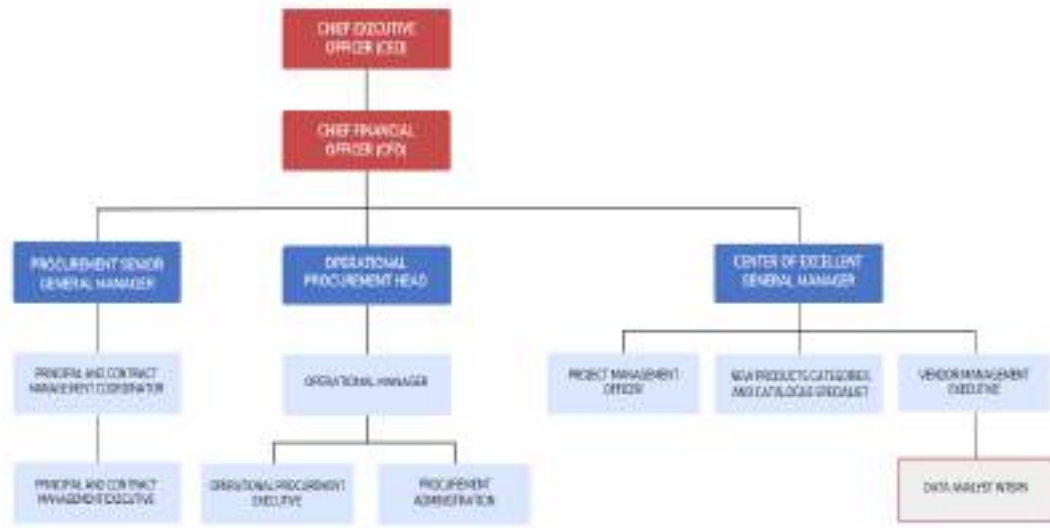 CHIEF EXECUTIVE
OFFICER (CEO)
CHIEF FINANCIAL
OFFICER (CFO)
PROCUREMENT SENIOR
GENERAL MANAGER
OPERATIONAL
PROCUREMENT HEAD
CENTER OF EXCELLENT
GENERAL MANAGER
PRINCIPAL AND CONTRACT
MANAGEMENT COORDINATOR
OPERATIONAL MANAGER
PROJECT MANAGEMENT
OFFICER
NEW PRODUCTS CATEGORIES
AND CATALOGUE SPECIALIST
VENDOR MANAGEMENT
EXECUTIVE
PRINCIPAL AND CONTRACT
MANAGEMENT EXECUTIVE
OPERATIONAL PROCUREMENT
EXECUTIVE
PROCUREMENT
ADMINISTRATION
DATA ANALYST INTERN